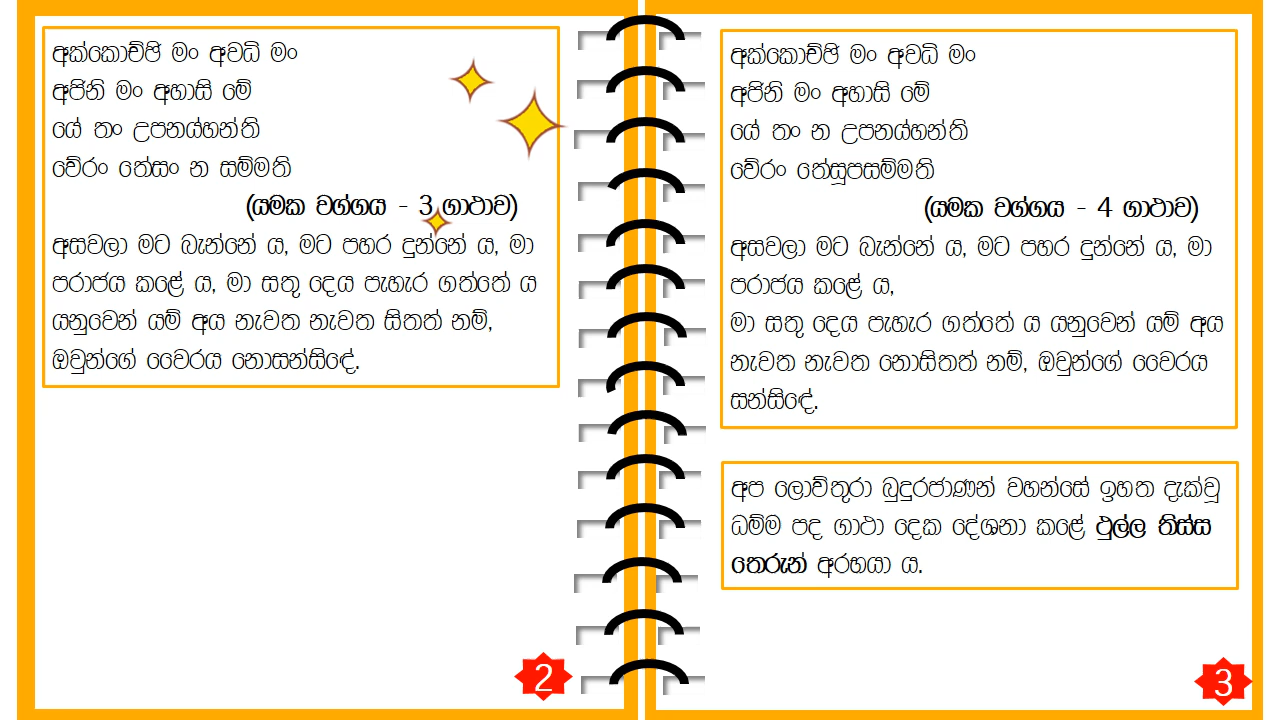 අක්කොච්ඡි මං අවධි මං
අජිනි මං අහාසි මේ
යේ තං උපනය්හන්ති
වේරං තේසං න සම්මති
(යමක වග්ගය - 3 ගාථාව)
අසවලා මට බැන්නේ ය, මට පහර දුන්නේ ය, මා
පරාජය කළේ ය, මා සතු දෙය පැහැර ගත්තේ ය
යනුවෙන් යම් අය නැවත නැවත සිතත් නම්,
ඔවුන්ගේ වෛරය නොසන්සිඳේ.
2
අක්කොච්ඡි මං අවධි මං
අජිනි මං අහාසි මේ
යේ තං න උපනය්හන්ති
වේරං තේසූපසම්මති
(යමක වග්ගය - 4 ගාථාව)
අසවලා මට බැන්නේ ය, මට පහර දුන්නේ ය, මා
පරාජය කළේ ය,
මා සතු දෙය පැහැර ගත්තේ ය යනුවෙන් යම් අය
නැවත නැවත නොසිතත් නම්, ඔවුන්ගේ වෛරය
සන්සිඳේ.
අප ලොව්තුරා බුදුරජාණන් වහන්සේ ඉහත දැක්වූ
ධම්ම පද ගාථා දෙක දේශනා කළේ ථුල්ල තිස්ස
තෙරුන් අරභයා ය.
3